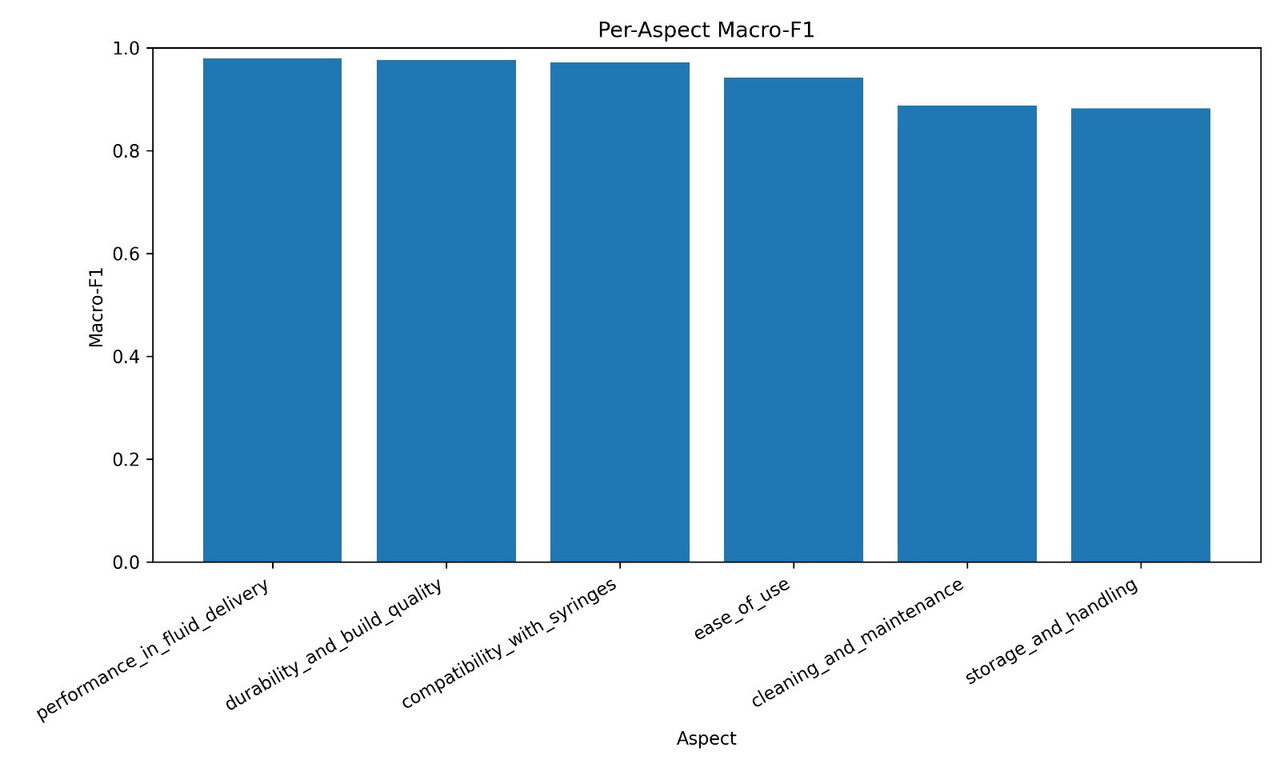 Per-Aspect Macro-F1
1.0
0.8
0.6
0.4
0.2
0.0
Macro-F1
performance_in_fluid_delivery
durability_and_build_quality
compatibility_with_syringes
ease_of_use
cleaning_and_maintenance
storage_and_handling
Aspect